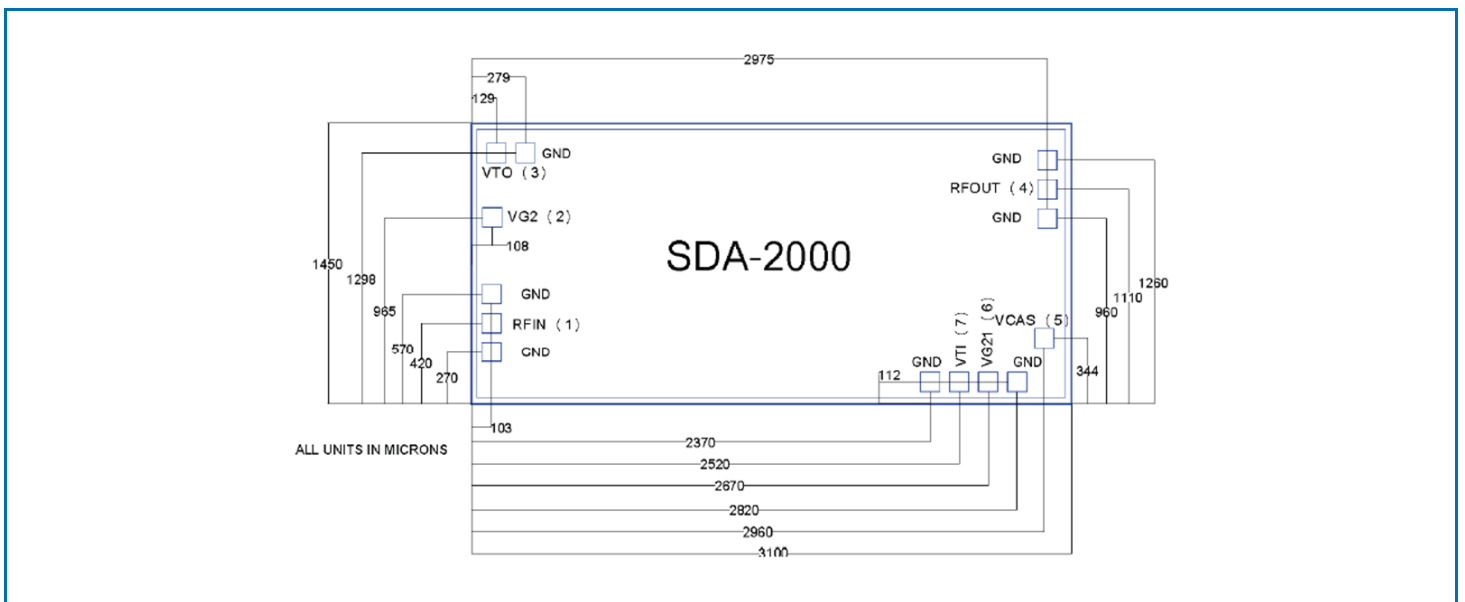 2975
279
129
GND
VTO (3)
GND
RFOUT (4)
GND
VG2 (2)
108
SDA-2000
1450
1298
965
570
420
270
GND
RFIN (1)
GND
1260
1110
960
344
VCAS (5)
VG21 (6)
VTI (7)
GND
GND
112
103
2370
2520
2670
2820
2960
3100
ALL UNITS IN MICRONS